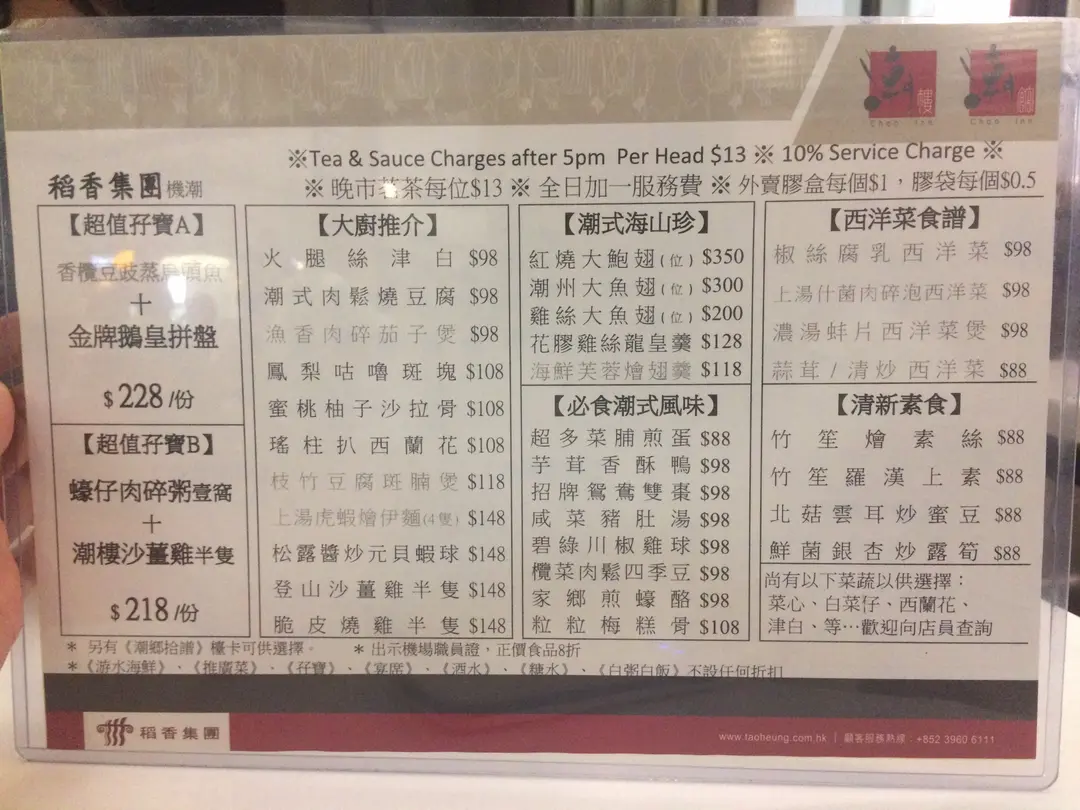 ※Tea & Sauce Charges after 5pm Per Head $13 ※ 10% Service Charge ※
稻香集團機潮
※ 晚市茗茶每位$13 ※ 全日加一服務費 ※ 外賣膠盒每個$1，膠袋每個$0.5
【超值孖寶A】
香欖豆豉蒸烏頭魚
＋
金牌鵝皇拼盤
$228/份
【超值孖寶B】
蠔仔肉碎粥壹窩
＋
潮樓沙薑雞半隻
$218/份
【大廚推介】
火腿絲津白 $98
潮式肉鬆燒豆腐 $98
漁香肉碎茄子煲 $98
鳳梨咕嚕斑塊 $108
蜜桃柚子沙拉骨 $108
瑤柱扒西蘭花 $108
枝竹豆腐斑腩煲 $118
上湯虎蝦燴伊麵(4隻) $148
松露醬炒元貝蝦球 $148
登山沙薑雞半隻 $148
脆皮燒雞半隻 $148
【潮式海山珍】
紅燒大鮑翅(位) $350
潮州大魚翅(位) $300
雞絲大魚翅(位) $200
花膠雞絲龍皇羹 $128
海鮮芙蓉燴翅羹 $118
【必食潮式風味】
超多菜脯煎蛋 $88
芋茸香酥鴨 $98
招牌鴛鴦雙棗 $98
咸菜豬肚湯 $98
碧綠川椒雞球 $98
欖菜肉鬆四季豆 $98
家鄉煎蠔酪 $98
粒粒梅糕骨 $108
【西洋菜食譜】
椒絲腐乳西洋菜 $98
上湯什菌肉碎泡西洋菜 $98
濃湯蚌片西洋菜煲 $98
蒜茸/清炒西洋菜 $88
【清新素食】
竹笙燴素絲 $88
竹笙羅漢上素 $88
北菇雲耳炒蜜豆 $88
鮮菌銀杏炒露筍 $88
尚有以下菜蔬以供選擇：
菜心、白菜仔、西蘭花、
津白、等…歡迎向店員查詢
* 另有《潮鄉拾譜》檯卡可供選擇。 * 出示機場職員證，正價食品8折
* 《游水海鮮》、《推廣菜》、《孖寶》、《宴席》、《酒水》、《糖水》、《白粥白飯》不設任何折扣
稻香集團
www.taoheung.com.hk | 顧客服務熱線：+852 3960 6111